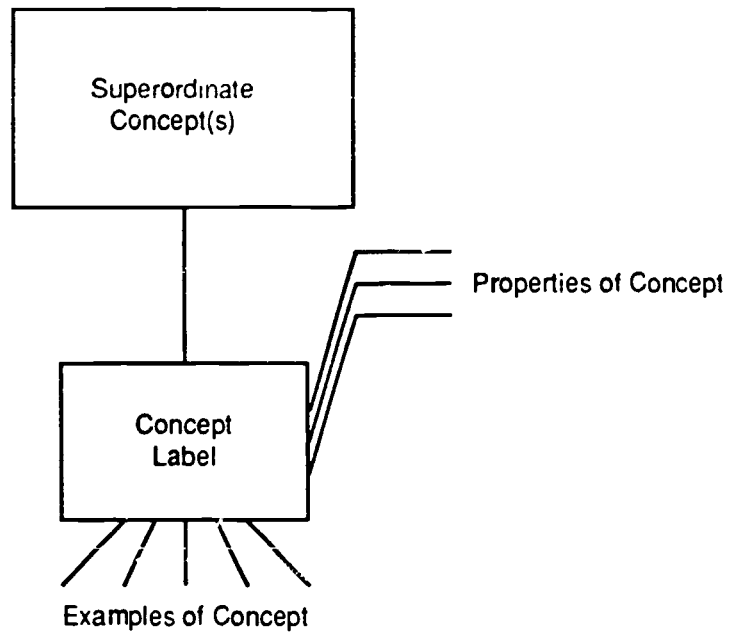 Superordinate
Concept(s)
Properties of Concept
Concept
Label
Examples of Concept